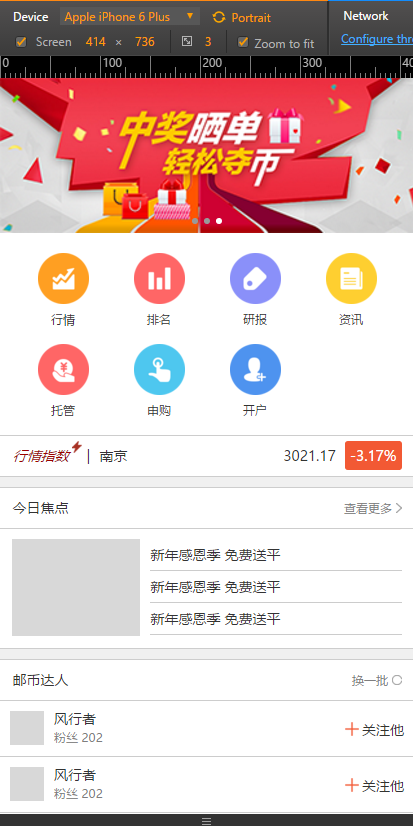 Device Apple iPhone 6 Plus Portrait Network
Screen 414 × 736 3 Zoom to fit Configure thr
0 100 200 300 40
中奖晒单
轻松夺币
行情 排名 研报 资讯
托管 申购 开户
行情指数 | 南京 3021.17 -3.17%
今日焦点 查看更多
新年感恩季 免费送平
新年感恩季 免费送平
新年感恩季 免费送平
邮币达人 换一批
风行者
粉丝 202
关注他
风行者
粉丝 202
关注他